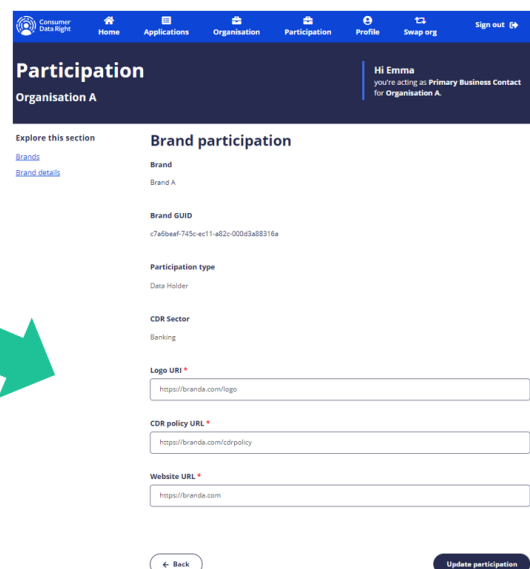 Consumer
Data Right
Home
Applications
Organisation
Participation
Profile
Swap org
Sign out
Participation
Organisation A
Hi Emma
you're acting as Primary Business Contact
for Organisation A.
Explore this section
Brands
Brand details
Brand participation
Brand
Brand A
Brand GUID
c7a6beaf-745c-ec11-a82c-000d3a88316a
Participation type
Data Holder
CDR Sector
Banking
Logo URI *
https://branda.com/logo
CDR policy URL *
https://branda.com/cdrpolicy
Website URL *
https://branda.com
← Back
Update participation